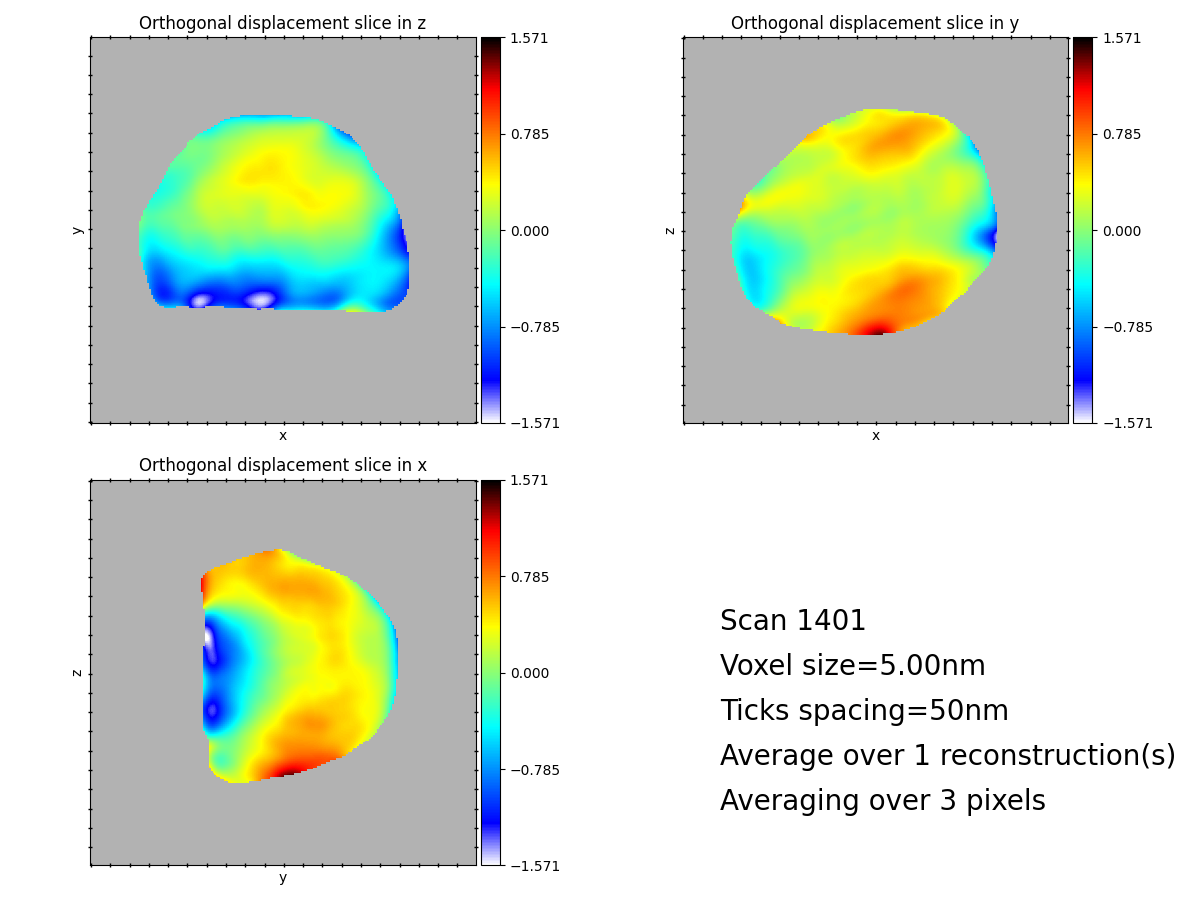 Orthogonal displacement slice in z
1.571
0.785
0.000
−0.785
−1.571
y
x
Orthogonal displacement slice in y
1.571
0.785
0.000
−0.785
−1.571
z
x
Orthogonal displacement slice in x
1.571
0.785
0.000
−0.785
−1.571
z
y
Scan 1401
Voxel size=5.00nm
Ticks spacing=50nm
Average over 1 reconstruction(s)
Averaging over 3 pixels